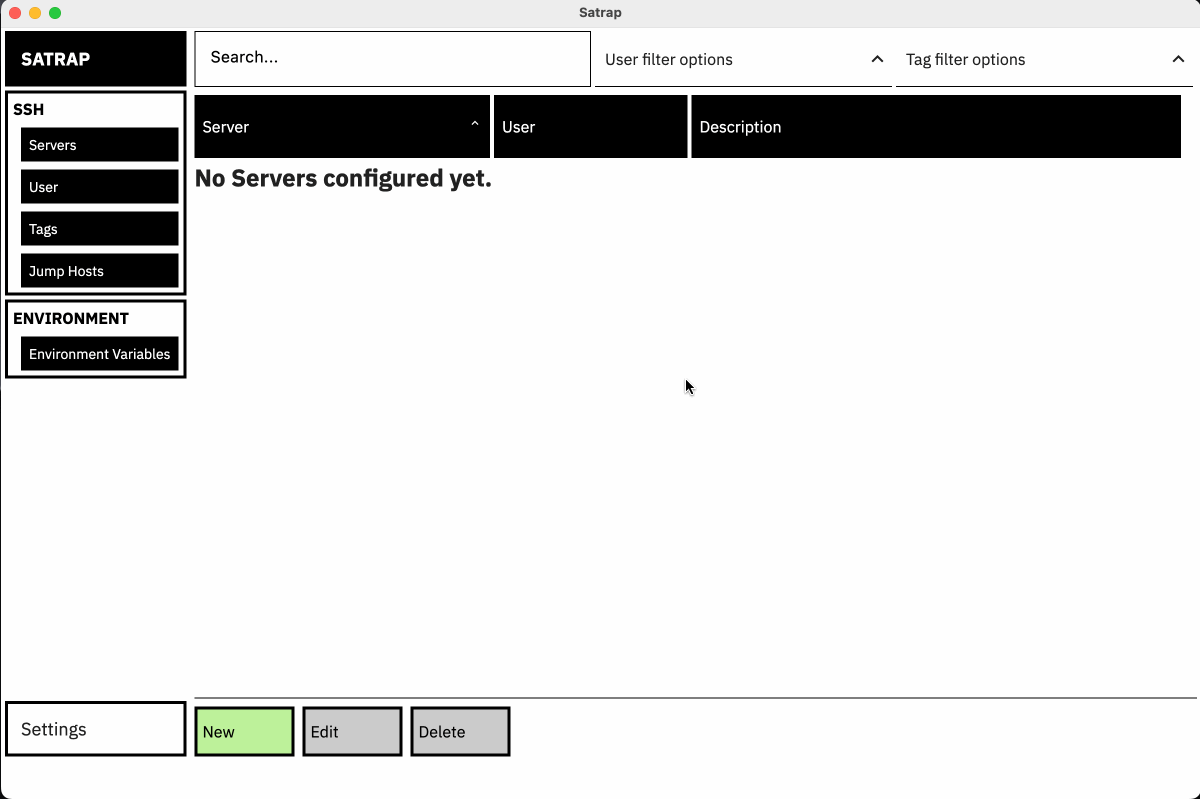 Satrap
SATRAP
Search...
User filter options
Tag filter options
SSH
Servers
User
Tags
Jump Hosts
ENVIRONMENT
Environment Variables
Server
User
Description
No Servers configured yet.
Settings
New
Edit
Delete